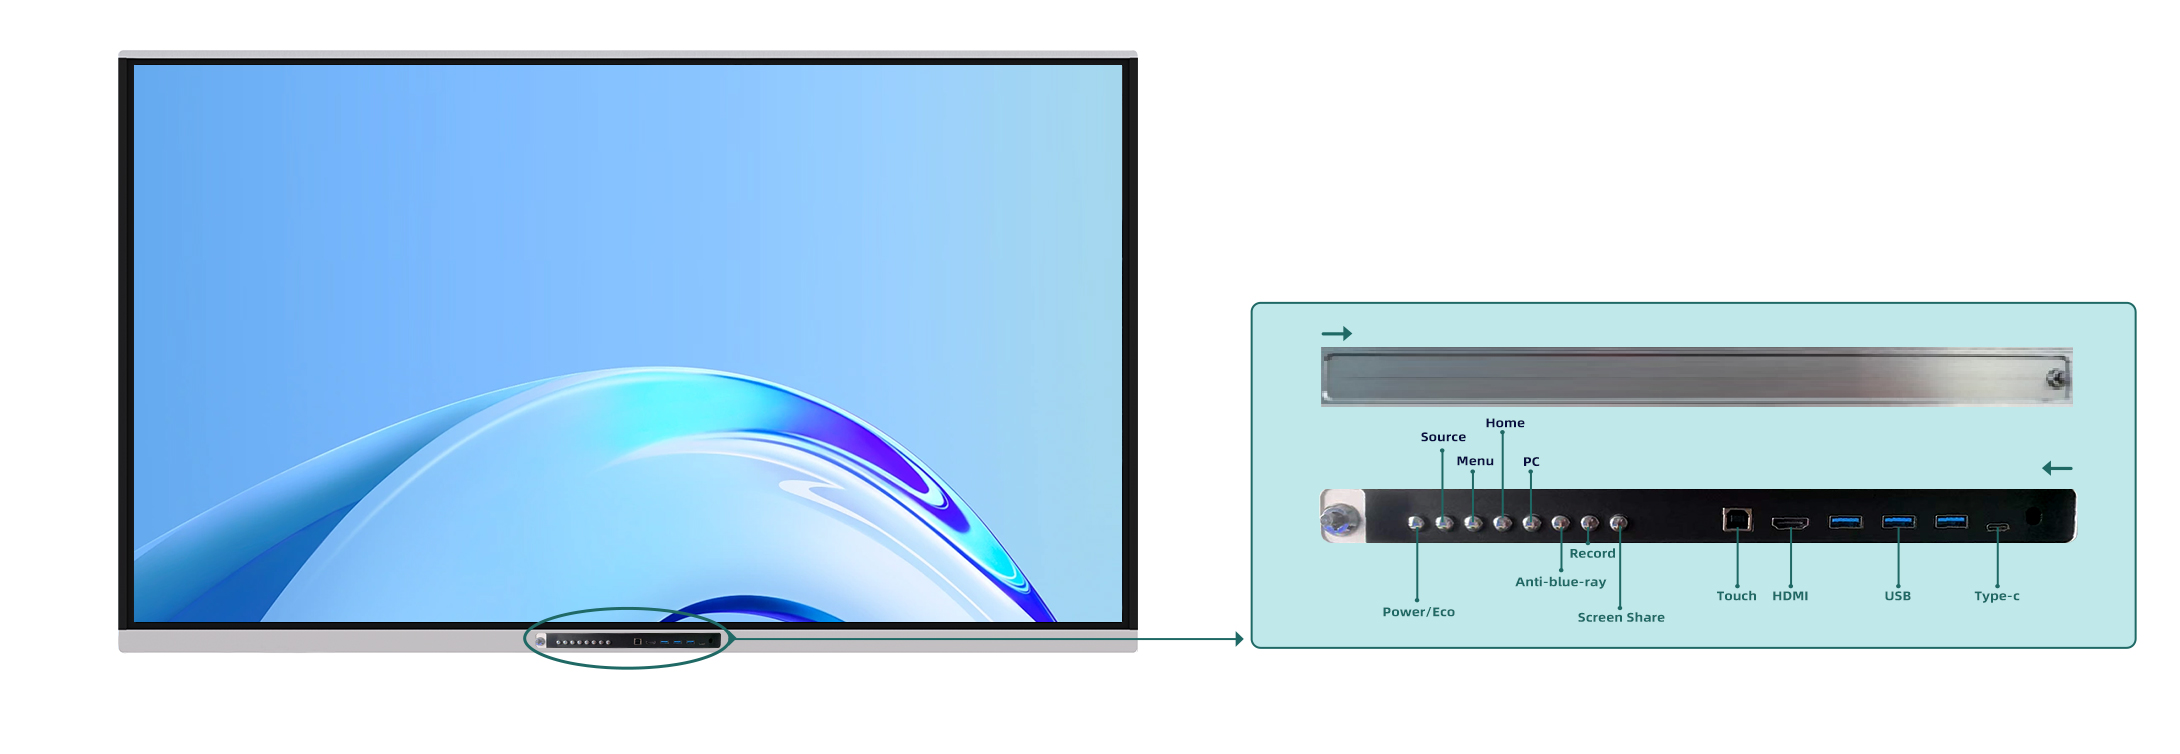 Home
Source
Menu
PC
Record
Anti-blue-ray
Power/Eco
Screen Share
Touch
HDMI
USB
Type-c